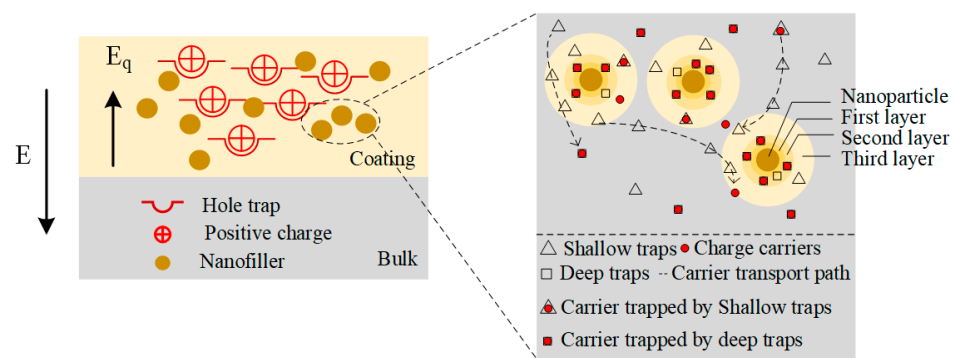 E_q
E
Coating
Hole trap
Positive charge
Nanofiller
Bulk
Nanoparticle
First layer
Second layer
Third layer
Shallow traps
Charge carriers
Deep traps
Carrier transport path
Carrier trapped by Shallow traps
Carrier trapped by deep traps